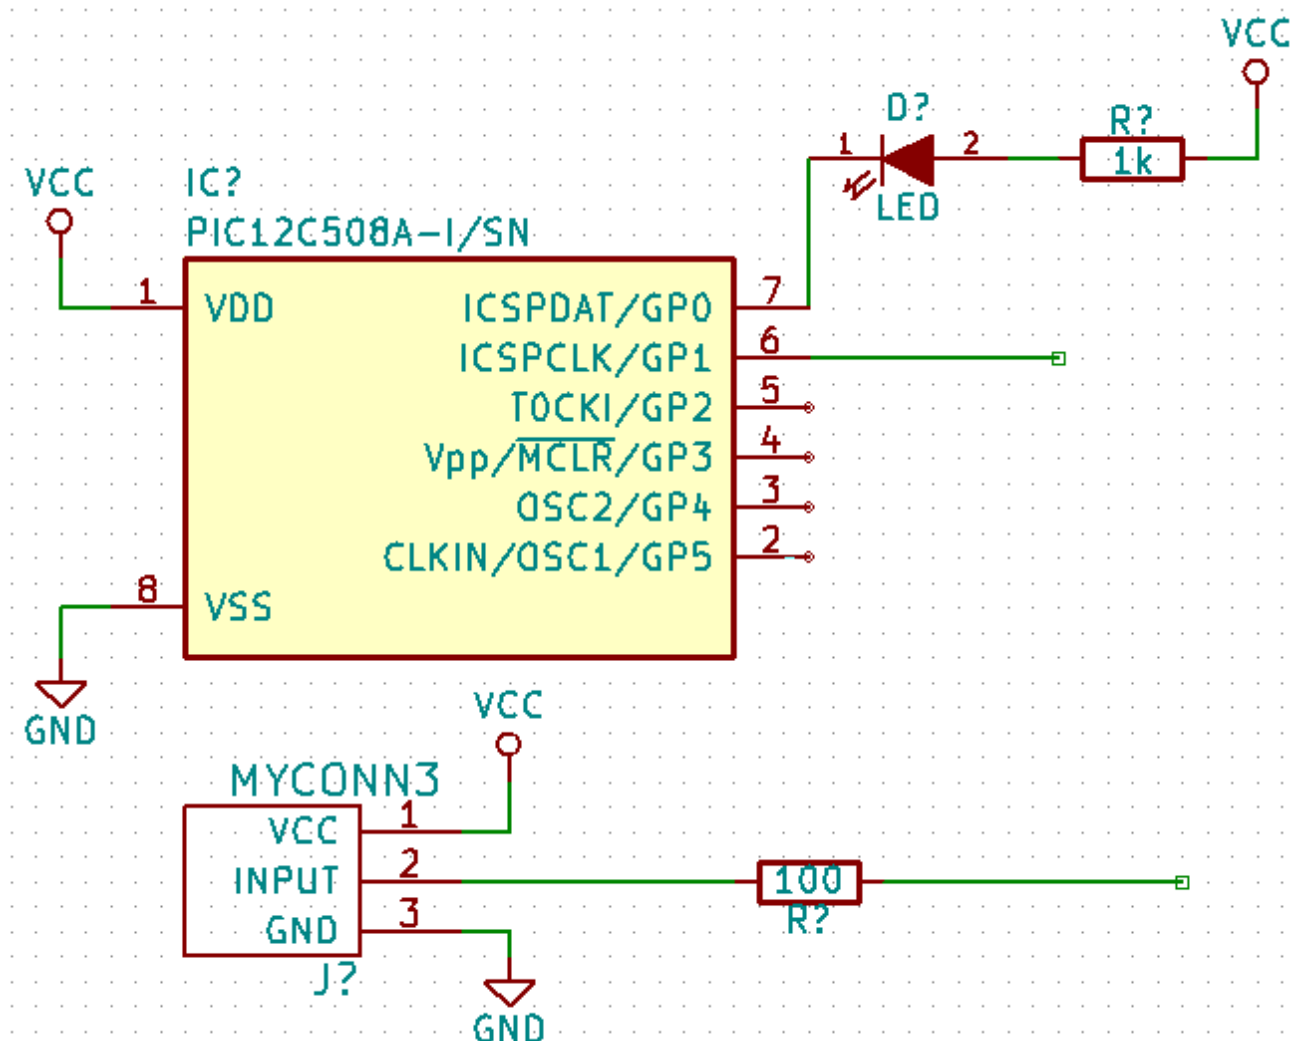 VCC
D?
R?
1 2 1k
LED
VCC
IC?
PIC12C508A-I/SN
1 VDD ICSPDAT/GP0 7
ICSPCLK/GP1 6
T0CKI/GP2 5
Vpp/MCLR/GP3 4
OSC2/GP4 3
CLKIN/OSC1/GP5 2
8 VSS
GND
VCC
MYCONN3
VCC 1
INPUT 2 100
R?
GND 3
J?
GND